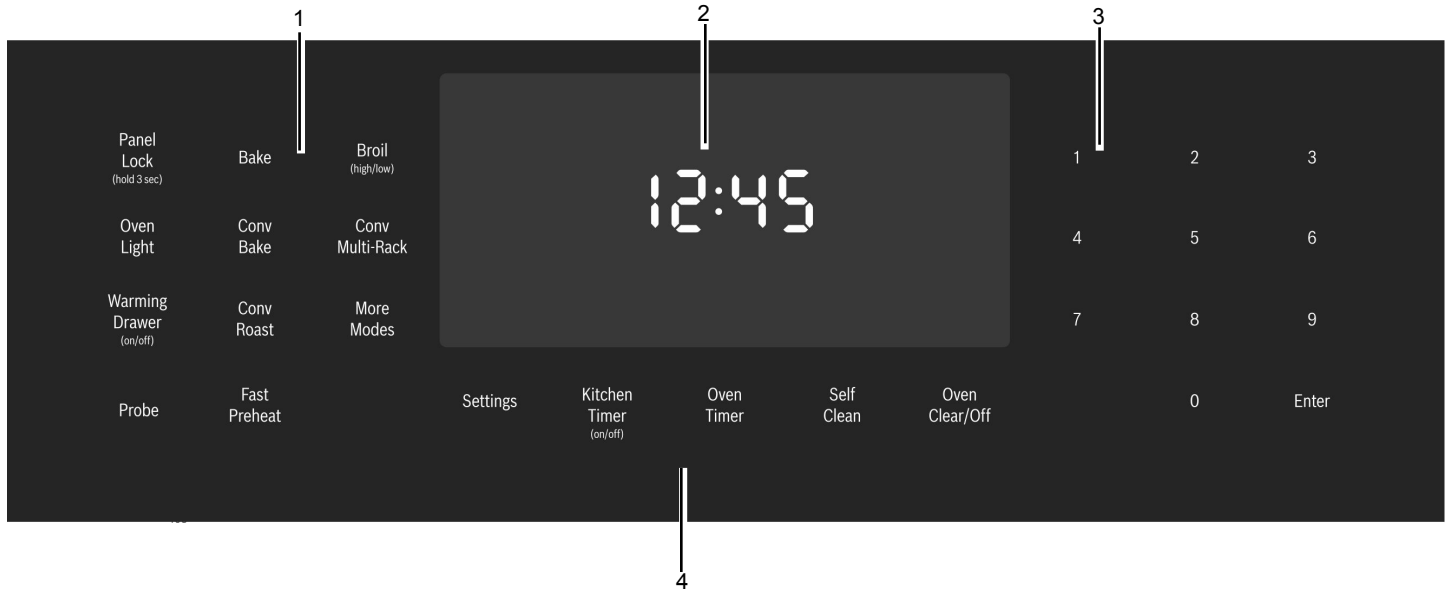 1
2
3
Panel
Lock
(hold 3 sec)
Bake
Broil
(high/low)
Oven
Light
Conv
Bake
Conv
Multi-Rack
Warming
Drawer
(on/off)
Conv
Roast
More
Modes
Probe
Fast
Preheat
12:45
Settings
Kitchen
Timer
(on/off)
Oven
Timer
Self
Clean
Oven
Clear/Off
1
2
3
4
5
6
7
8
9
0
Enter
4